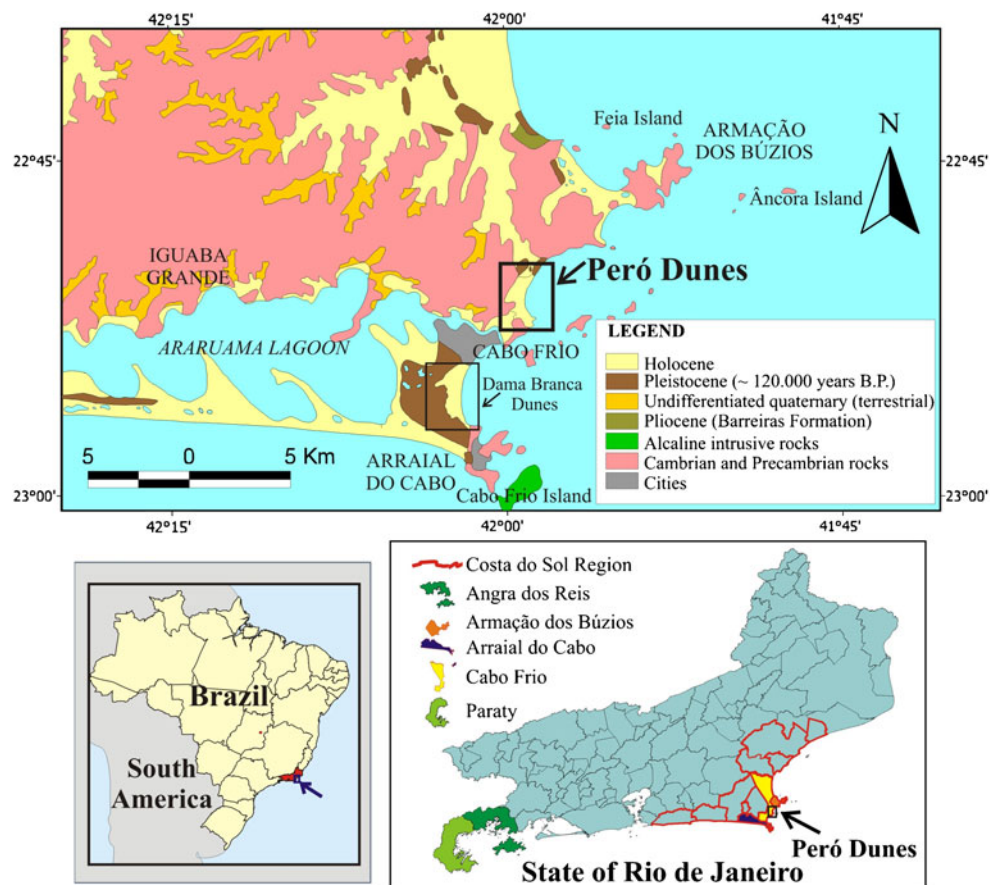 42°15'
42°00'
41°45'
Feia Island
ARMAÇÃO
DOS BÚZIOS
N
22°45'
22°45'
Âncora Island
IGUABA
GRANDE
Peró Dunes
ARARUAMA LAGOON
CABO FRIO
Dama Branca
Dunes
LEGEND
Holocene
Pleistocene (~ 120.000 years B.P.)
Undifferentiated quaternary (terrestrial)
Pliocene (Barreiras Formation)
Alcaline intrusive rocks
Cambrian and Precambrian rocks
Cities
5 0 5 Km
ARRAIAL
DO CABO
Cabo Frio Island
23°00'
23°00'
42°15'
42°00'
41°45'
Brazil
South
America
Costa do Sol Region
Angra dos Reis
Armação dos Búzios
Arraial do Cabo
Cabo Frio
Paraty
Peró Dunes
State of Rio de Janeiro